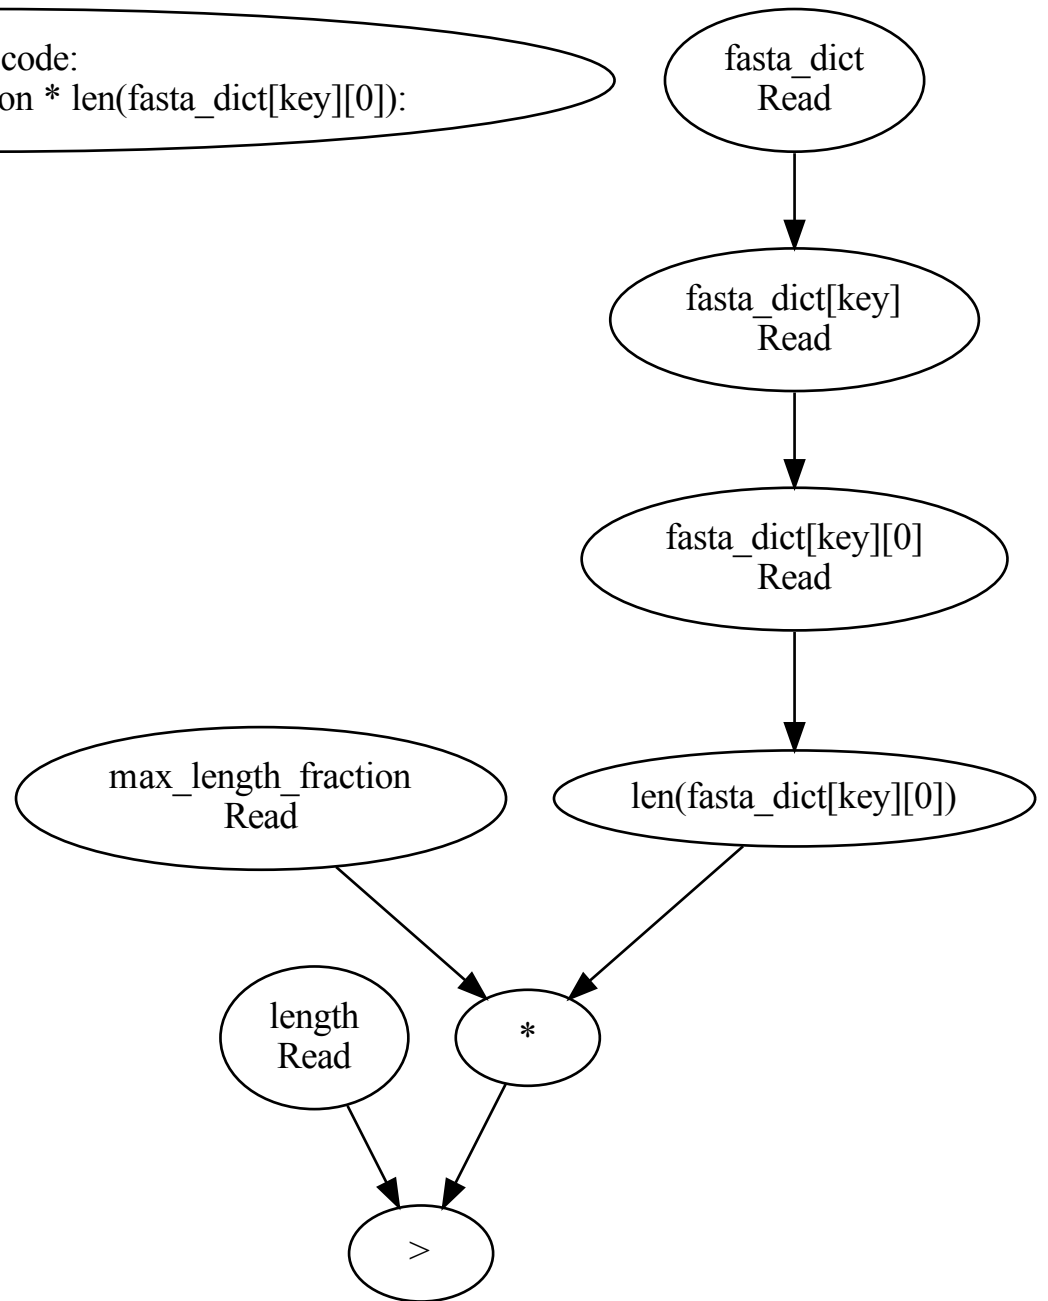 code:
on * len(fasta_dict[key][0]):
fasta_dict
Read
fasta_dict[key]
Read
fasta_dict[key][0]
Read
max_length_fraction
Read
len(fasta_dict[key][0])
length
Read
*
>